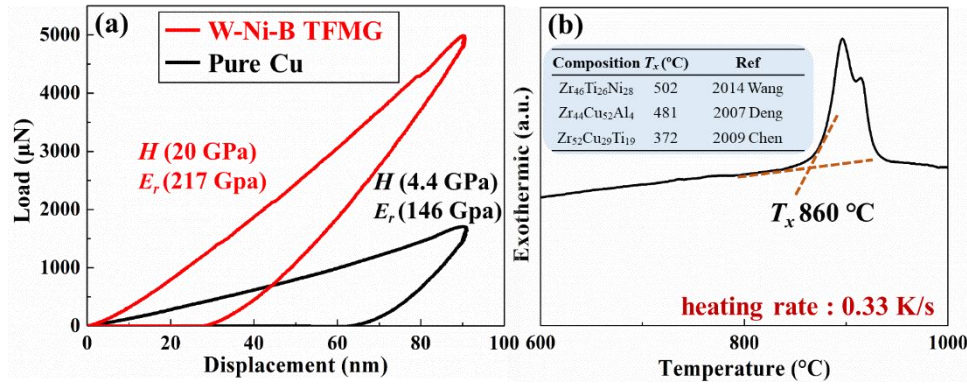 (a)
W-Ni-B TFMG
Pure Cu
H (20 GPa)
Er (217 Gpa)
H (4.4 GPa)
Er (146 Gpa)
Load (μN)
5000
4000
3000
2000
1000
0
0 20 40 60 80 100
Displacement (nm)
(b)
Composition Tx (°C) Ref
Zr46Ti26Ni28 502 2014 Wang
Zr44Cu52Al4 481 2007 Deng
Zr52Cu29Ti19 372 2009 Chen
Tx 860 °C
heating rate : 0.33 K/s
Exothermic (a.u.)
600 800 1000
Temperature (°C)